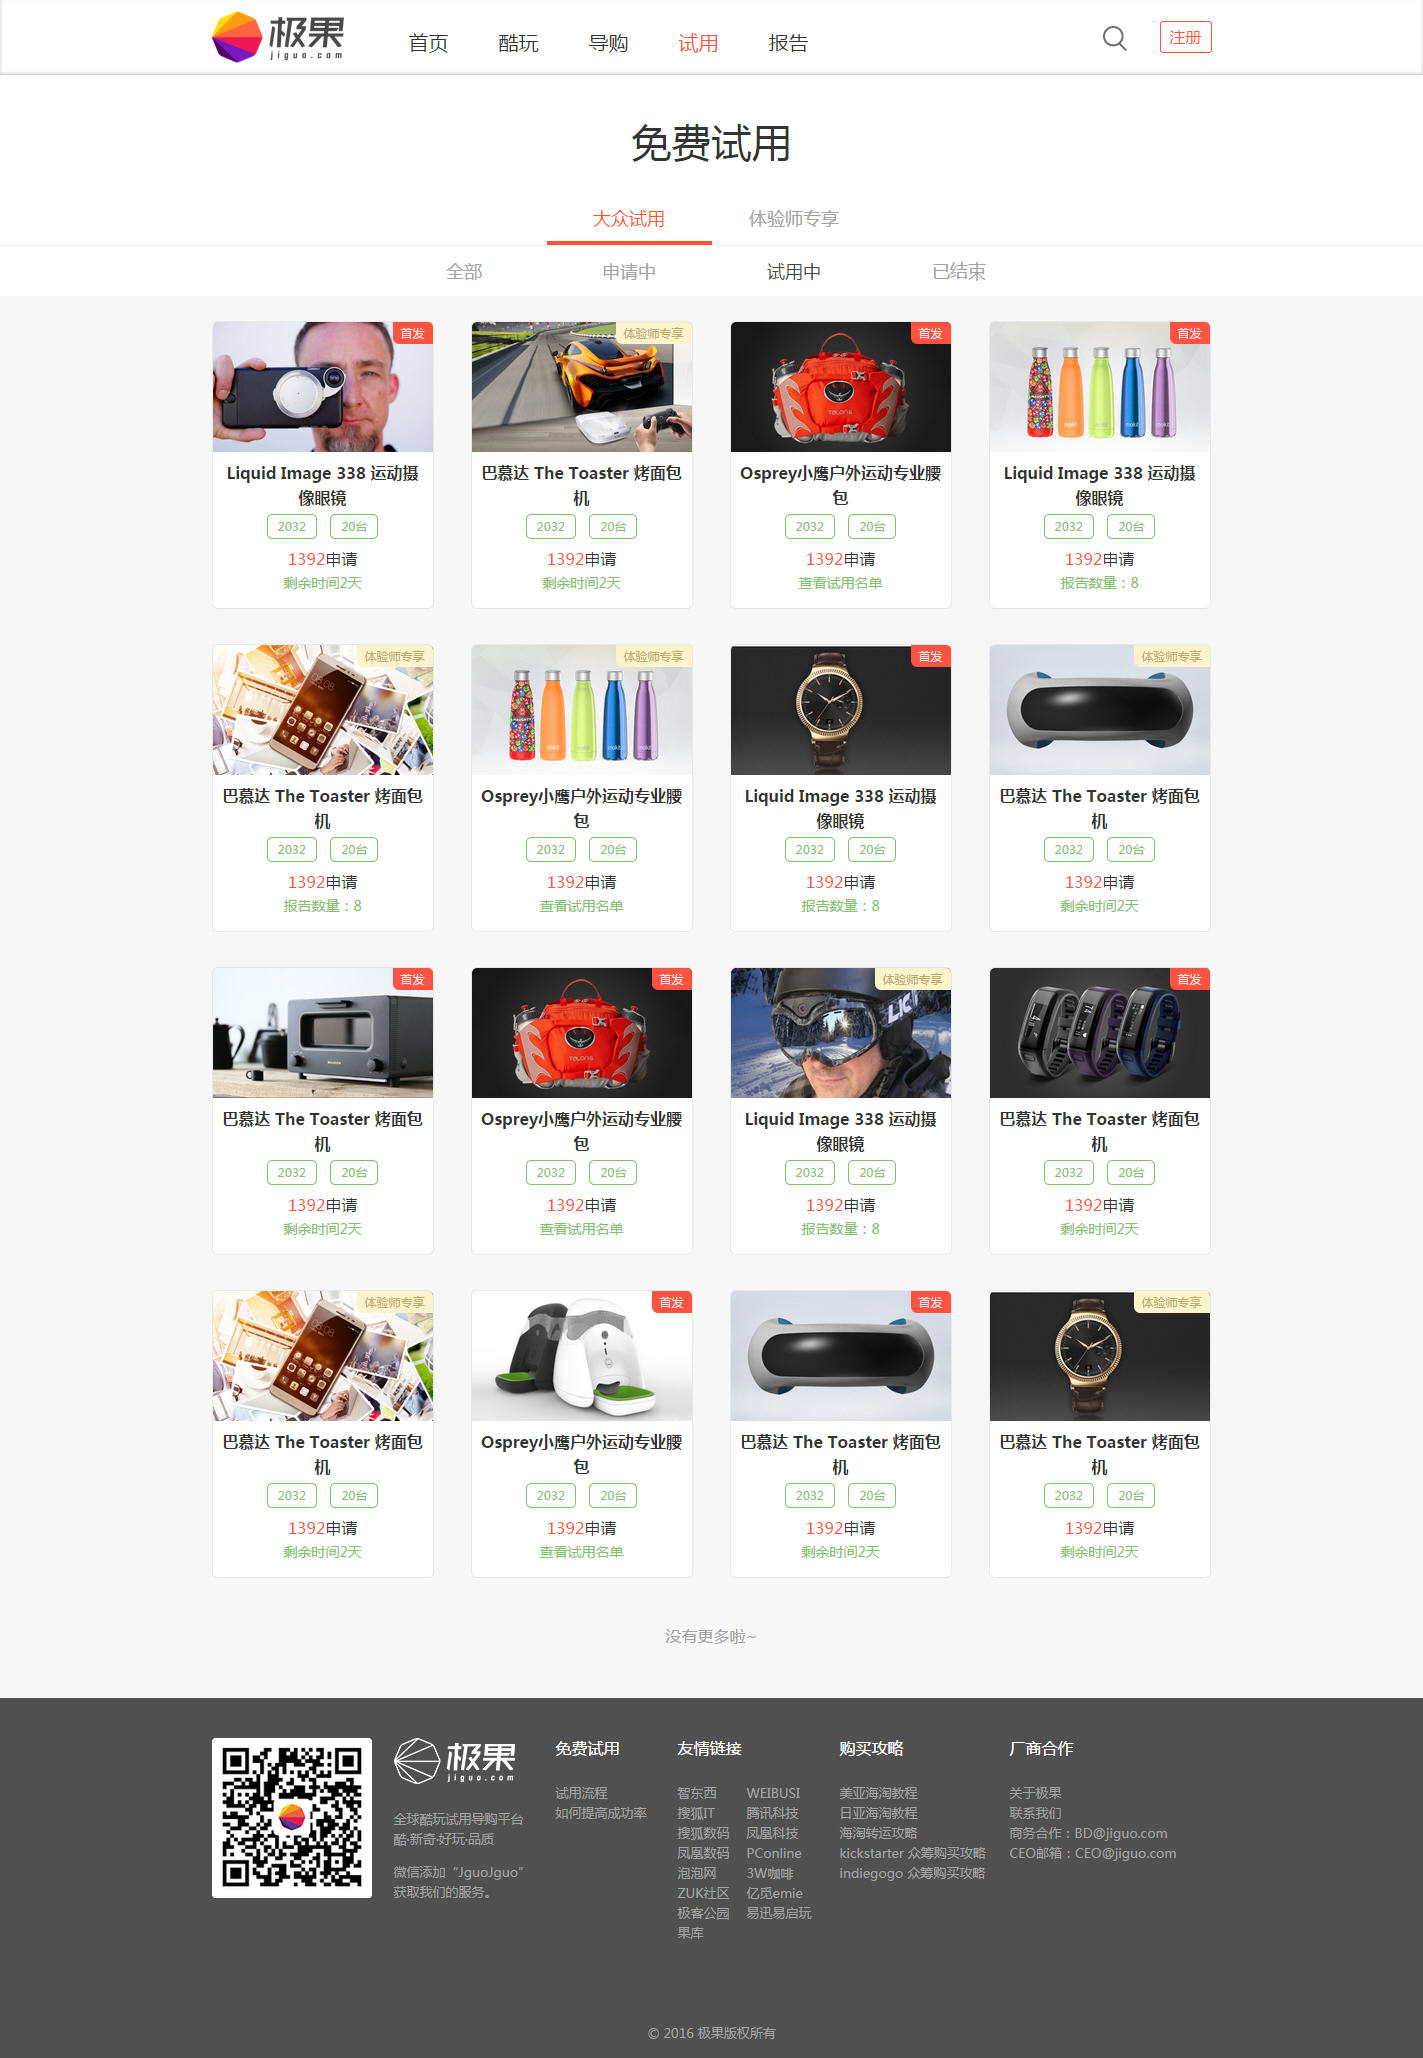 极果
jiguo.com
首页 酷玩 导购 试用 报告
注册
免费试用
大众试用 体验师专享
全部 申请中 试用中 已结束
首发
Liquid Image 338 运动摄
像眼镜
2032 20台
1392申请
剩余时间2天
体验师专享
巴慕达 The Toaster 烤面包
机
2032 20台
1392申请
剩余时间2天
首发
TALON 6
Osprey小鹰户外运动专业腰
包
2032 20台
1392申请
查看试用名单
首发
Liquid Image 338 运动摄
像眼镜
2032 20台
1392申请
报告数量：8
体验师专享
08:08
巴慕达 The Toaster 烤面包
机
2032 20台
1392申请
报告数量：8
体验师专享
Osprey小鹰户外运动专业腰
包
2032 20台
1392申请
查看试用名单
首发
Liquid Image 338 运动摄
像眼镜
2032 20台
1392申请
报告数量：8
体验师专享
巴慕达 The Toaster 烤面包
机
2032 20台
1392申请
剩余时间2天
首发
巴慕达 The Toaster 烤面包
机
2032 20台
1392申请
剩余时间2天
首发
TALON 6
Osprey小鹰户外运动专业腰
包
2032 20台
1392申请
查看试用名单
体验师专享
Liquid Image 338 运动摄
像眼镜
2032 20台
1392申请
报告数量：8
首发
巴慕达 The Toaster 烤面包
机
2032 20台
1392申请
剩余时间2天
体验师专享
08:08
巴慕达 The Toaster 烤面包
机
2032 20台
1392申请
剩余时间2天
首发
Osprey小鹰户外运动专业腰
包
2032 20台
1392申请
查看试用名单
首发
巴慕达 The Toaster 烤面包
机
2032 20台
1392申请
剩余时间2天
体验师专享
巴慕达 The Toaster 烤面包
机
2032 20台
1392申请
剩余时间2天
没有更多啦~
极果
jiguo.com
全球酷玩试用导购平台
酷·新奇·好玩·品质
微信添加“JguoJguo”
获取我们的服务。
免费试用
试用流程
如何提高成功率
友情链接
智东西 WEIBUSI
搜狐IT 腾讯科技
搜狐数码 凤凰科技
凤凰数码 PConline
泡泡网 3W咖啡
ZUK社区 亿觅emie
极客公园 易迅易启玩
果库
购买攻略
美亚海淘教程
日亚海淘教程
海淘转运攻略
kickstarter 众筹购买攻略
indiegogo 众筹购买攻略
厂商合作
关于极果
联系我们
商务合作：BD@jiguo.com
CEO邮箱：CEO@jiguo.com
© 2016 极果版权所有